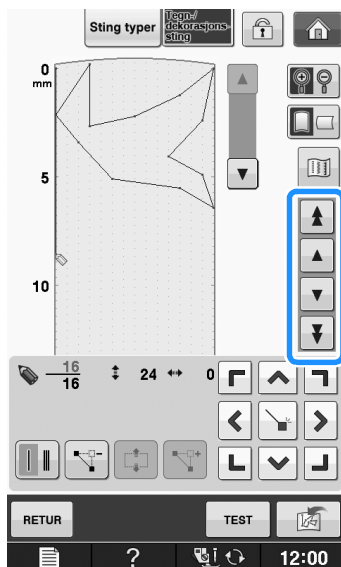 Sting typer
Tegn-/
dekorasjons-
sting
0
mm
5
10
16
16
24
0
RETUR
TEST
?
12:00